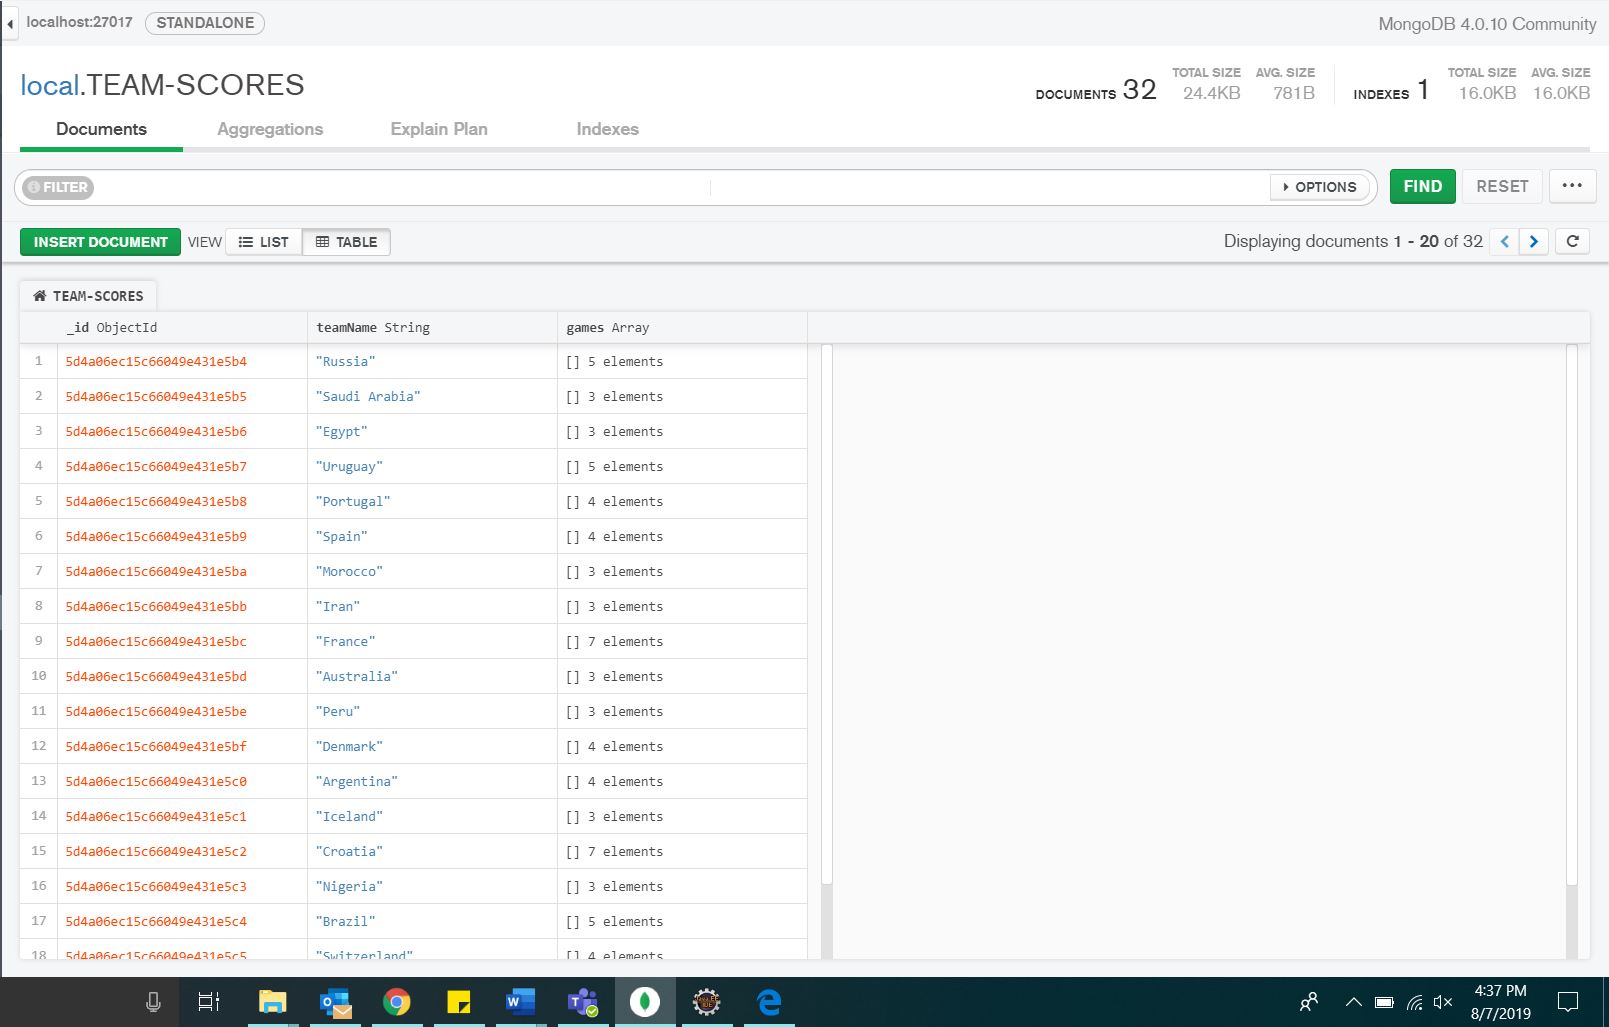 localhost:27017 STANDALONE MongoDB 4.0.10 Community
local.TEAM-SCORES
DOCUMENTS 32 TOTAL SIZE 24.4KB AVG. SIZE 781B INDEXES 1 TOTAL SIZE 16.0KB AVG. SIZE 16.0KB
Documents Aggregations Explain Plan Indexes
FILTER OPTIONS FIND RESET ...
INSERT DOCUMENT VIEW LIST TABLE Displaying documents 1 - 20 of 32
TEAM-SCORES
_id ObjectId teamName String games Array
1 5d4a06ec15c66049e431e5b4 "Russia" [] 5 elements
2 5d4a06ec15c66049e431e5b5 "Saudi Arabia" [] 3 elements
3 5d4a06ec15c66049e431e5b6 "Egypt" [] 3 elements
4 5d4a06ec15c66049e431e5b7 "Uruguay" [] 5 elements
5 5d4a06ec15c66049e431e5b8 "Portugal" [] 4 elements
6 5d4a06ec15c66049e431e5b9 "Spain" [] 4 elements
7 5d4a06ec15c66049e431e5ba "Morocco" [] 3 elements
8 5d4a06ec15c66049e431e5bb "Iran" [] 3 elements
9 5d4a06ec15c66049e431e5bc "France" [] 7 elements
10 5d4a06ec15c66049e431e5bd "Australia" [] 3 elements
11 5d4a06ec15c66049e431e5be "Peru" [] 3 elements
12 5d4a06ec15c66049e431e5bf "Denmark" [] 4 elements
13 5d4a06ec15c66049e431e5c0 "Argentina" [] 4 elements
14 5d4a06ec15c66049e431e5c1 "Iceland" [] 3 elements
15 5d4a06ec15c66049e431e5c2 "Croatia" [] 7 elements
16 5d4a06ec15c66049e431e5c3 "Nigeria" [] 3 elements
17 5d4a06ec15c66049e431e5c4 "Brazil" [] 5 elements
18 5d4a06ec15c66049e431e5c5 "Switzerland" [] 4 elements
4:37 PM
8/7/2019